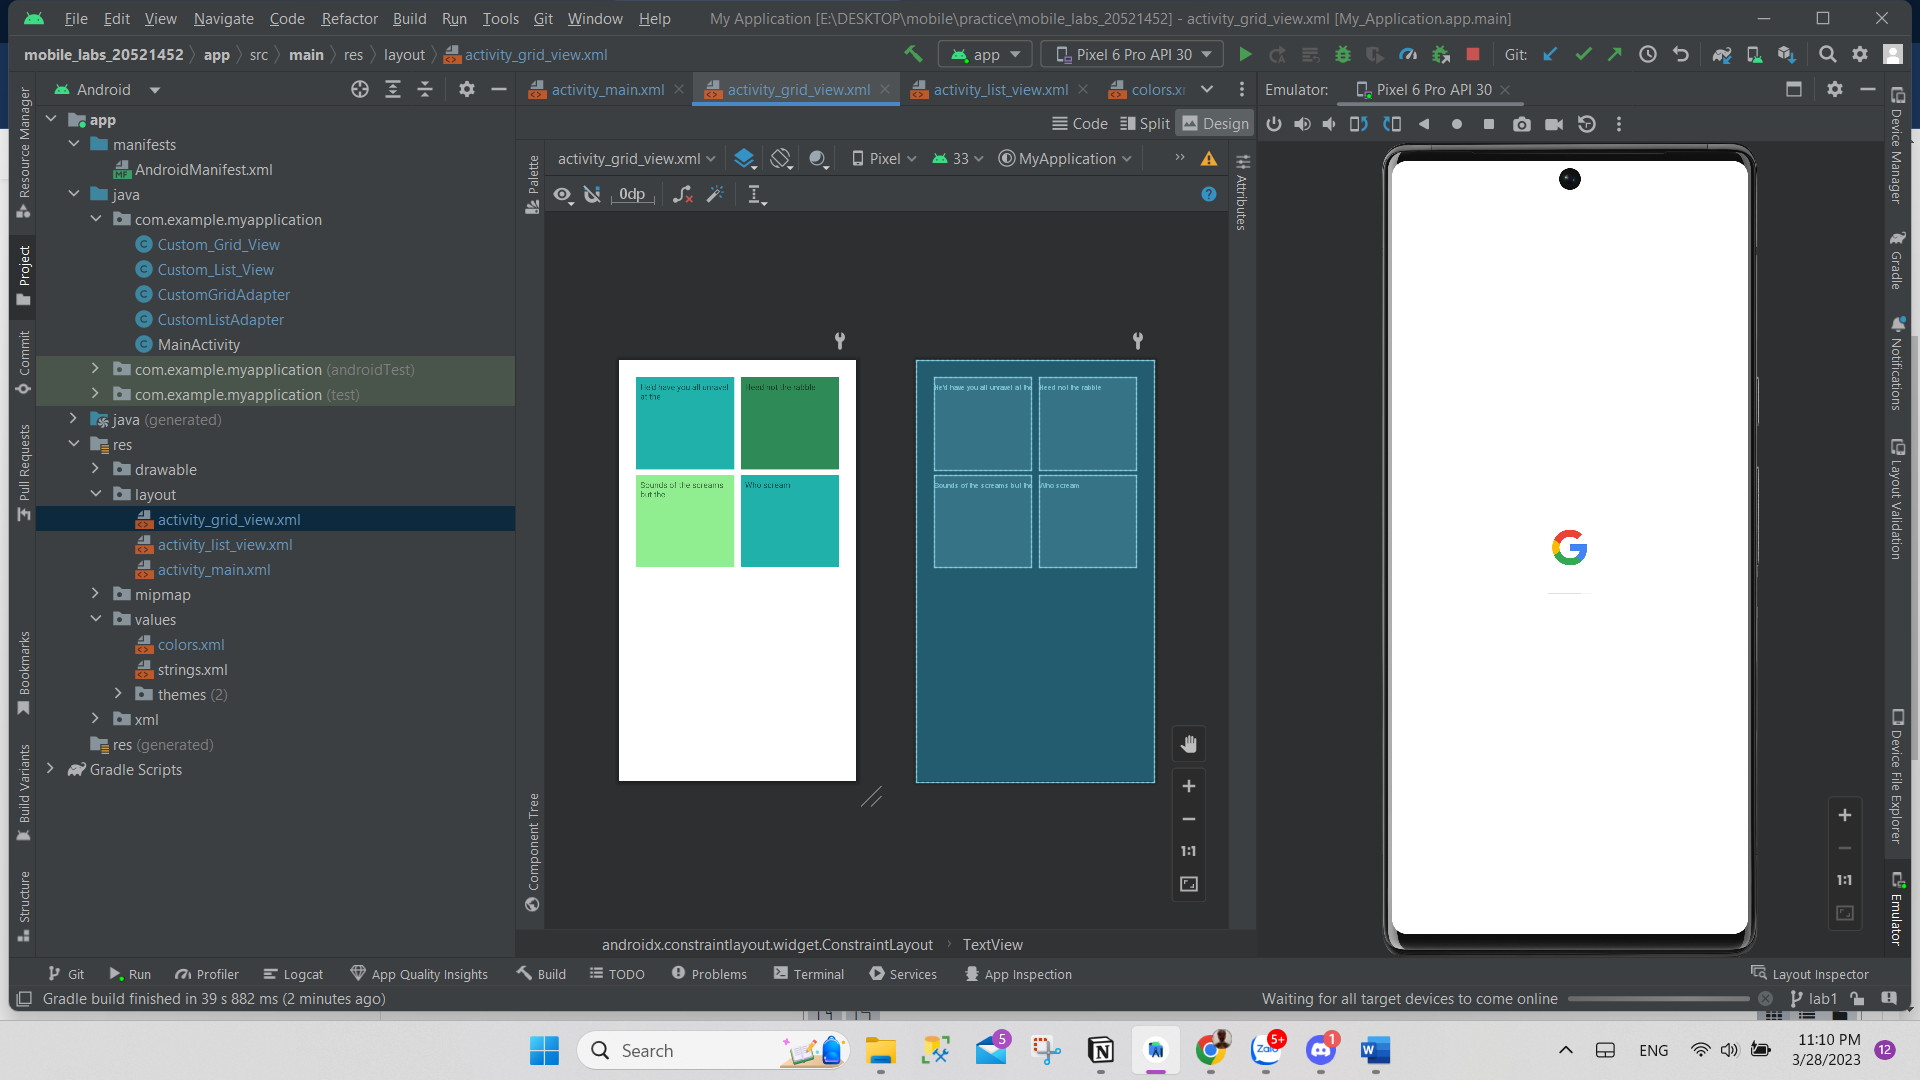 File Edit View Navigate Code Refactor Build Run Tools Git Window Help My Application [E:\DESKTOP\mobile\practice\mobile_labs_20521452] - activity_grid_view.xml [My_Application.app.main]
mobile_labs_20521452 app src main res layout activity_grid_view.xml app Pixel 6 Pro API 30 Git:
Android activity_main.xml activity_grid_view.xml activity_list_view.xml colors.x Emulator: Pixel 6 Pro API 30
Code Split Design
activity_grid_view.xml Pixel 33 MyApplication
0dp
app
manifests
AndroidManifest.xml
java
com.example.myapplication
Custom_Grid_View
Custom_List_View
CustomGridAdapter
CustomListAdapter
MainActivity
com.example.myapplication (androidTest)
com.example.myapplication (test)
java (generated)
res
drawable
layout
activity_grid_view.xml
activity_list_view.xml
activity_main.xml
mipmap
values
colors.xml
strings.xml
themes (2)
xml
res (generated)
Gradle Scripts
Resource Manager
Project
Commit
Pull Requests
Bookmarks
Build Variants
Structure
Palette
Component Tree
Attributes
He'd have you all unravel
at the
Heed not the rabble
Sounds of the screams
but the
Who scream
He'd have you all unravel at the
Heed not the rabble
Sounds of the screams but the
Who scream
1:1
Device Manager
Gradle
Notifications
Layout Validation
Device File Explorer
Emulator
1:1
androidx.constraintlayout.widget.ConstraintLayout TextView
Git Run Profiler Logcat App Quality Insights Build TODO Problems Terminal Services App Inspection Layout Inspector
Gradle build finished in 39 s 882 ms (2 minutes ago) Waiting for all target devices to come online lab1
Search 5 Zalo 5+ 1 ENG 11:10 PM
3/28/2023 12